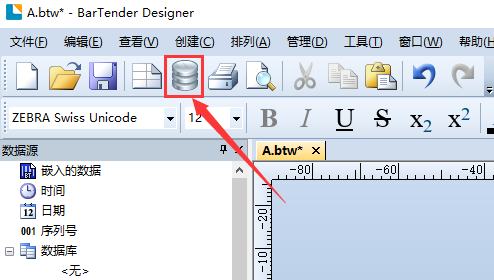 A.btw* - BarTender Designer
文件(F) 编辑(E) 查看(V) 创建(C) 排列(A) 管理(D) 工具(T) 窗口(W) 帮助(H)
ZEBRA Swiss Unicode 12 B I U S x₂ x² A
数据源 A.btw*
-80 -60 -40
嵌入的数据
时间
12 日期
001 序列号
数据库
<无>
-10
-20